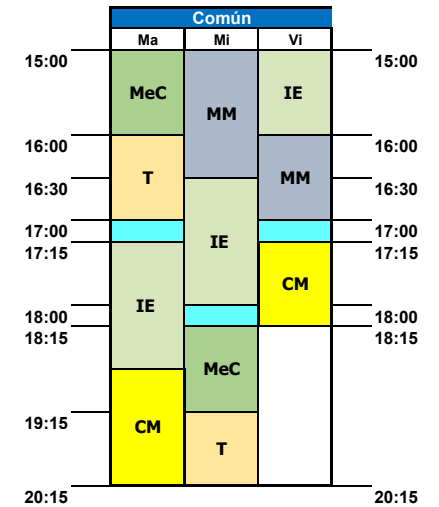 Común
Ma Mi Vi
15:00 15:00
MeC IE
MM
16:00 16:00
T MM
16:30 16:30
17:00 17:00
IE
17:15 17:15
CM
IE
18:00 18:00
18:15 18:15
MeC
19:15 19:15
CM
T
20:15 20:15